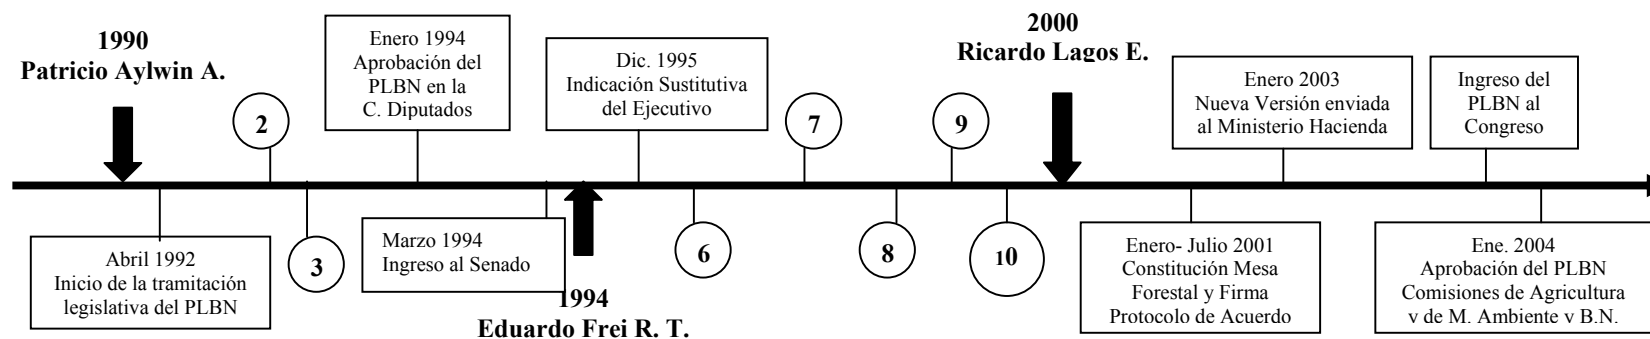 1990
Patricio Aylwin A.
Abril 1992
Inicio de la tramitación
legislativa del PLBN
2
3
Enero 1994
Aprobación del
PLBN en la
C. Diputados
Marzo 1994
Ingreso al Senado
1994
Eduardo Frei R. T.
Dic. 1995
Indicación Sustitutiva
del Ejecutivo
6
7
8
9
10
2000
Ricardo Lagos E.
Enero- Julio 2001
Constitución Mesa
Forestal y Firma
Protocolo de Acuerdo
Enero 2003
Nueva Versión enviada
al Ministerio Hacienda
Ingreso del
PLBN al
Congreso
Ene. 2004
Aprobación del PLBN
Comisiones de Agricultura
y de M. Ambiente y B.N.